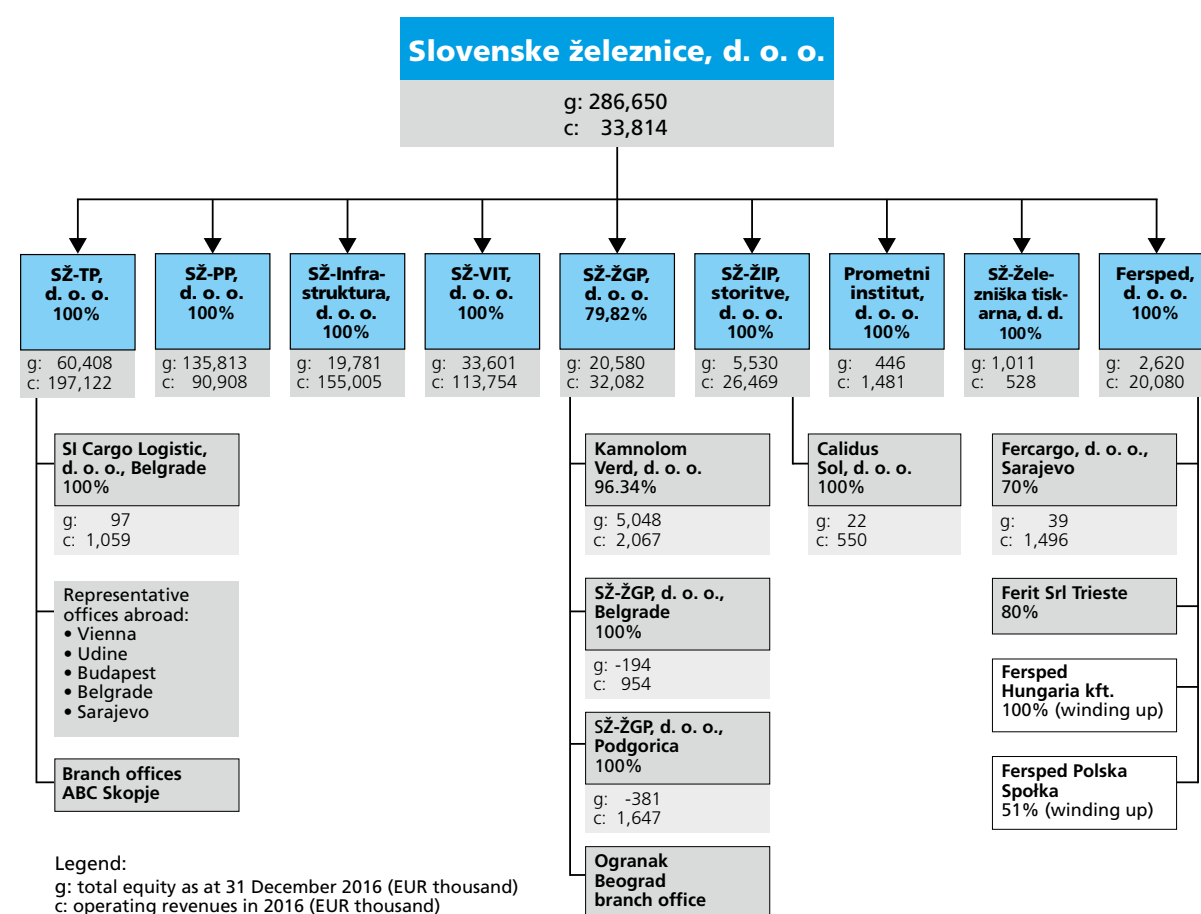 Slovenske železnice, d. o. o.
g: 286,650
c: 33,814
SŽ-TP,
d. o. o.
100%
g: 60,408
c: 197,122
SŽ-PP,
d. o. o.
100%
g: 135,813
c: 90,908
SŽ-Infra-
struktura,
d. o. o.
100%
g: 19,781
c: 155,005
SŽ-VIT,
d. o. o.
100%
g: 33,601
c: 113,754
SŽ-ŽGP,
d. o. o.
79,82%
g: 20,580
c: 32,082
SŽ-ŽIP,
storitve,
d. o. o.
100%
g: 5,530
c: 26,469
Prometni
institut,
d. o. o.
100%
g: 446
c: 1,481
SŽ-Žele-
zniška tisk-
arna, d. d.
100%
g: 1,011
c: 528
Fersped,
d. o. o.
100%
g: 2,620
c: 20,080
SI Cargo Logistic,
d. o. o., Belgrade
100%
g: 97
c: 1,059
Representative
offices abroad:
• Vienna
• Udine
• Budapest
• Belgrade
• Sarajevo
Branch offices
ABC Skopje
Kamnolom
Verd, d. o. o.
96.34%
g: 5,048
c: 2,067
SŽ-ŽGP, d. o. o.,
Belgrade
100%
g: -194
c: 954
SŽ-ŽGP, d. o. o.,
Podgorica
100%
g: -381
c: 1,647
Ogranak
Beograd
branch office
Calidus
Sol, d. o. o.
100%
g: 22
c: 550
Fercargo, d. o. o.,
Sarajevo
70%
g: 39
c: 1,496
Ferit Srl Trieste
80%
Fersped
Hungaria kft.
100% (winding up)
Fersped Polska
Społka
51% (winding up)
Legend:
g: total equity as at 31 December 2016 (EUR thousand)
c: operating revenues in 2016 (EUR thousand)